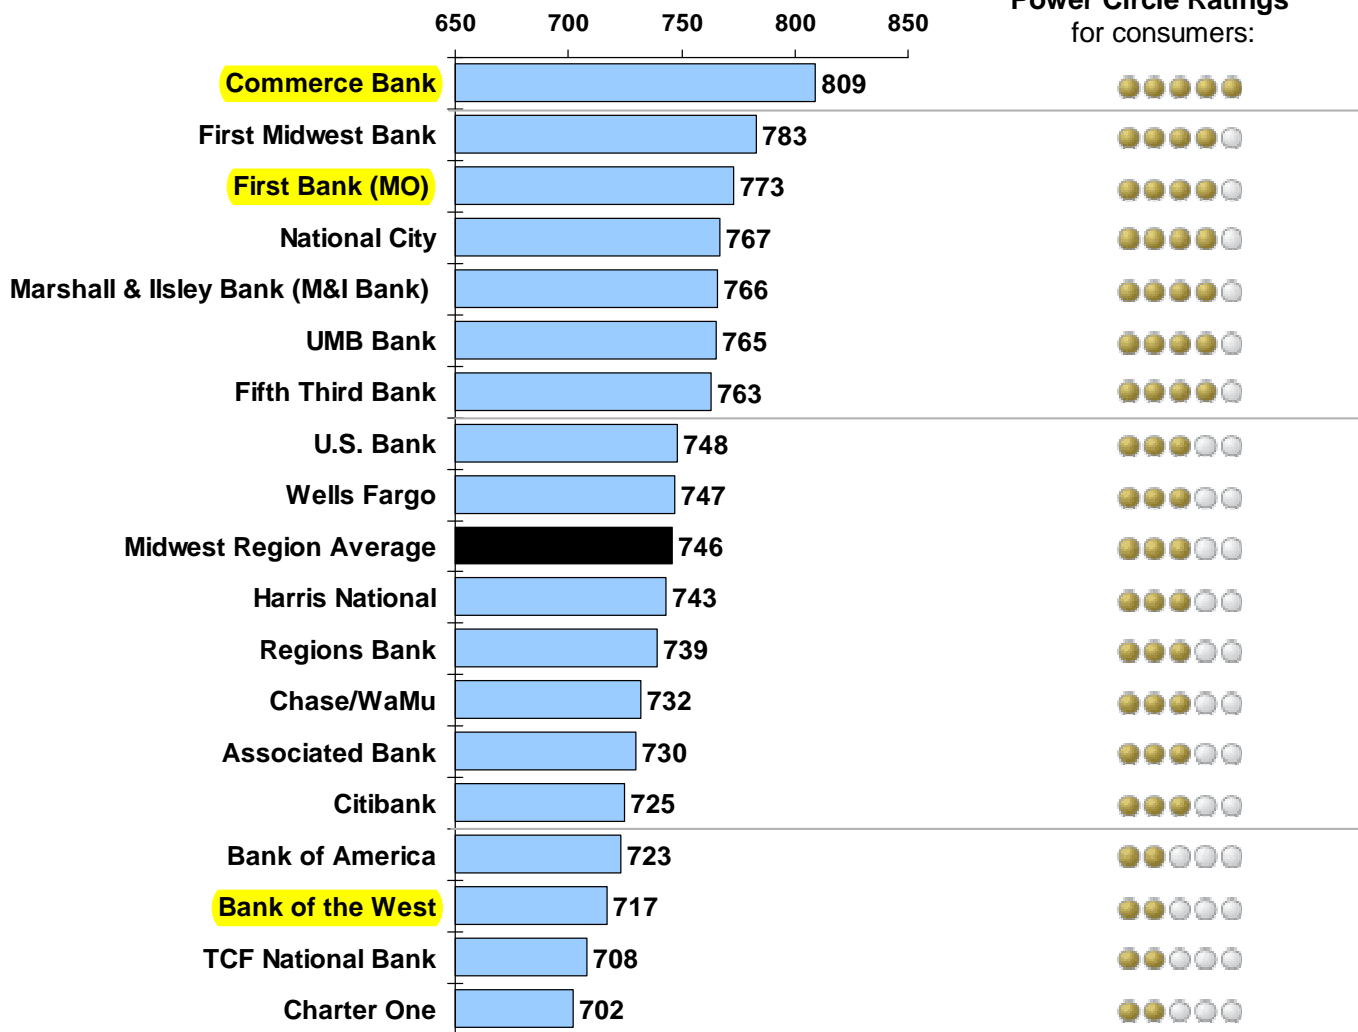 Power Circle Ratings
for consumers:
650 700 750 800 850
Commerce Bank 809
First Midwest Bank 783
First Bank (MO) 773
National City 767
Marshall & Ilsley Bank (M&I Bank) 766
UMB Bank 765
Fifth Third Bank 763
U.S. Bank 748
Wells Fargo 747
Midwest Region Average 746
Harris National 743
Regions Bank 739
Chase/WaMu 732
Associated Bank 730
Citibank 725
Bank of America 723
Bank of the West 717
TCF National Bank 708
Charter One 702